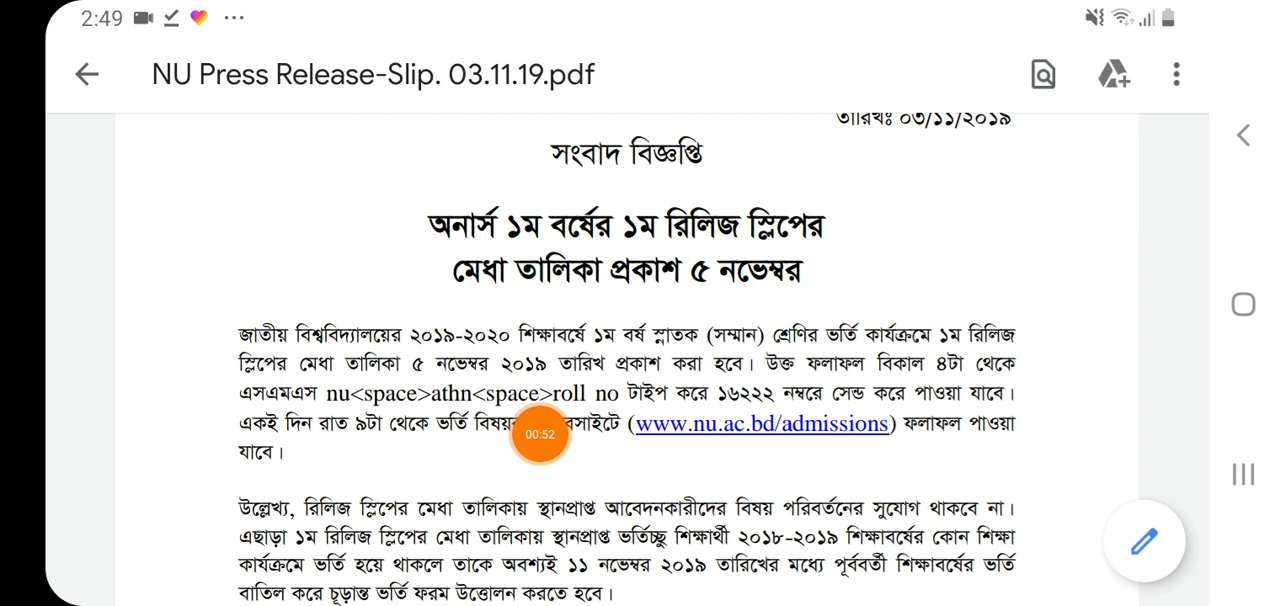 2:49
NU Press Release-Slip. 03.11.19.pdf
তারিখঃ ০৩/১১/২০১৯
সংবাদ বিজ্ঞপ্তি
অনার্স ১ম বর্ষের ১ম রিলিজ স্লিপের
মেধা তালিকা প্রকাশ ৫ নভেম্বর
জাতীয় বিশ্ববিদ্যালয়ের ২০১৯-২০২০ শিক্ষাবর্ষে ১ম বর্ষ স্নাতক (সম্মান) শ্রেণির ভর্তি কার্যক্রমে ১ম রিলিজ
স্লিপের মেধা তালিকা ৫ নভেম্বর ২০১৯ তারিখ প্রকাশ করা হবে। উক্ত ফলাফল বিকাল ৪টা থেকে
এসএমএস nu<space>athn<space>roll no টাইপ করে ১৬২২২ নম্বরে সেন্ড করে পাওয়া যাবে।
একই দিন রাত ৯টা থেকে ভর্তি (www.nu.ac.bd/admissions) ফলাফল পাওয়া
00:52
যাবে।
উল্লেখ্য, রিলিজ স্লিপের মেধা তালিকায় স্থানপ্রাপ্ত আবেদনকারীদের বিষয় পরিবর্তনের সুযোগ থাকবে না।
এছাড়া ১ম রিলিজ স্লিপের মেধা তালিকায় স্থানপ্রাপ্ত ভর্তিচ্ছু শিক্ষার্থী ২০১৮-২০১৯ শিক্ষাবর্ষের কোন শিক্ষা
কার্যক্রমে ভর্তি হয়ে থাকলে তাকে অবশ্যই ১১ নভেম্বর ২০১৯ তারিখের মধ্যে পূর্ববর্তী শিক্ষাবর্ষের ভর্তি
বাতিল করে চূড়ান্ত ভর্তি ফরম উত্তোলন করতে হবে।